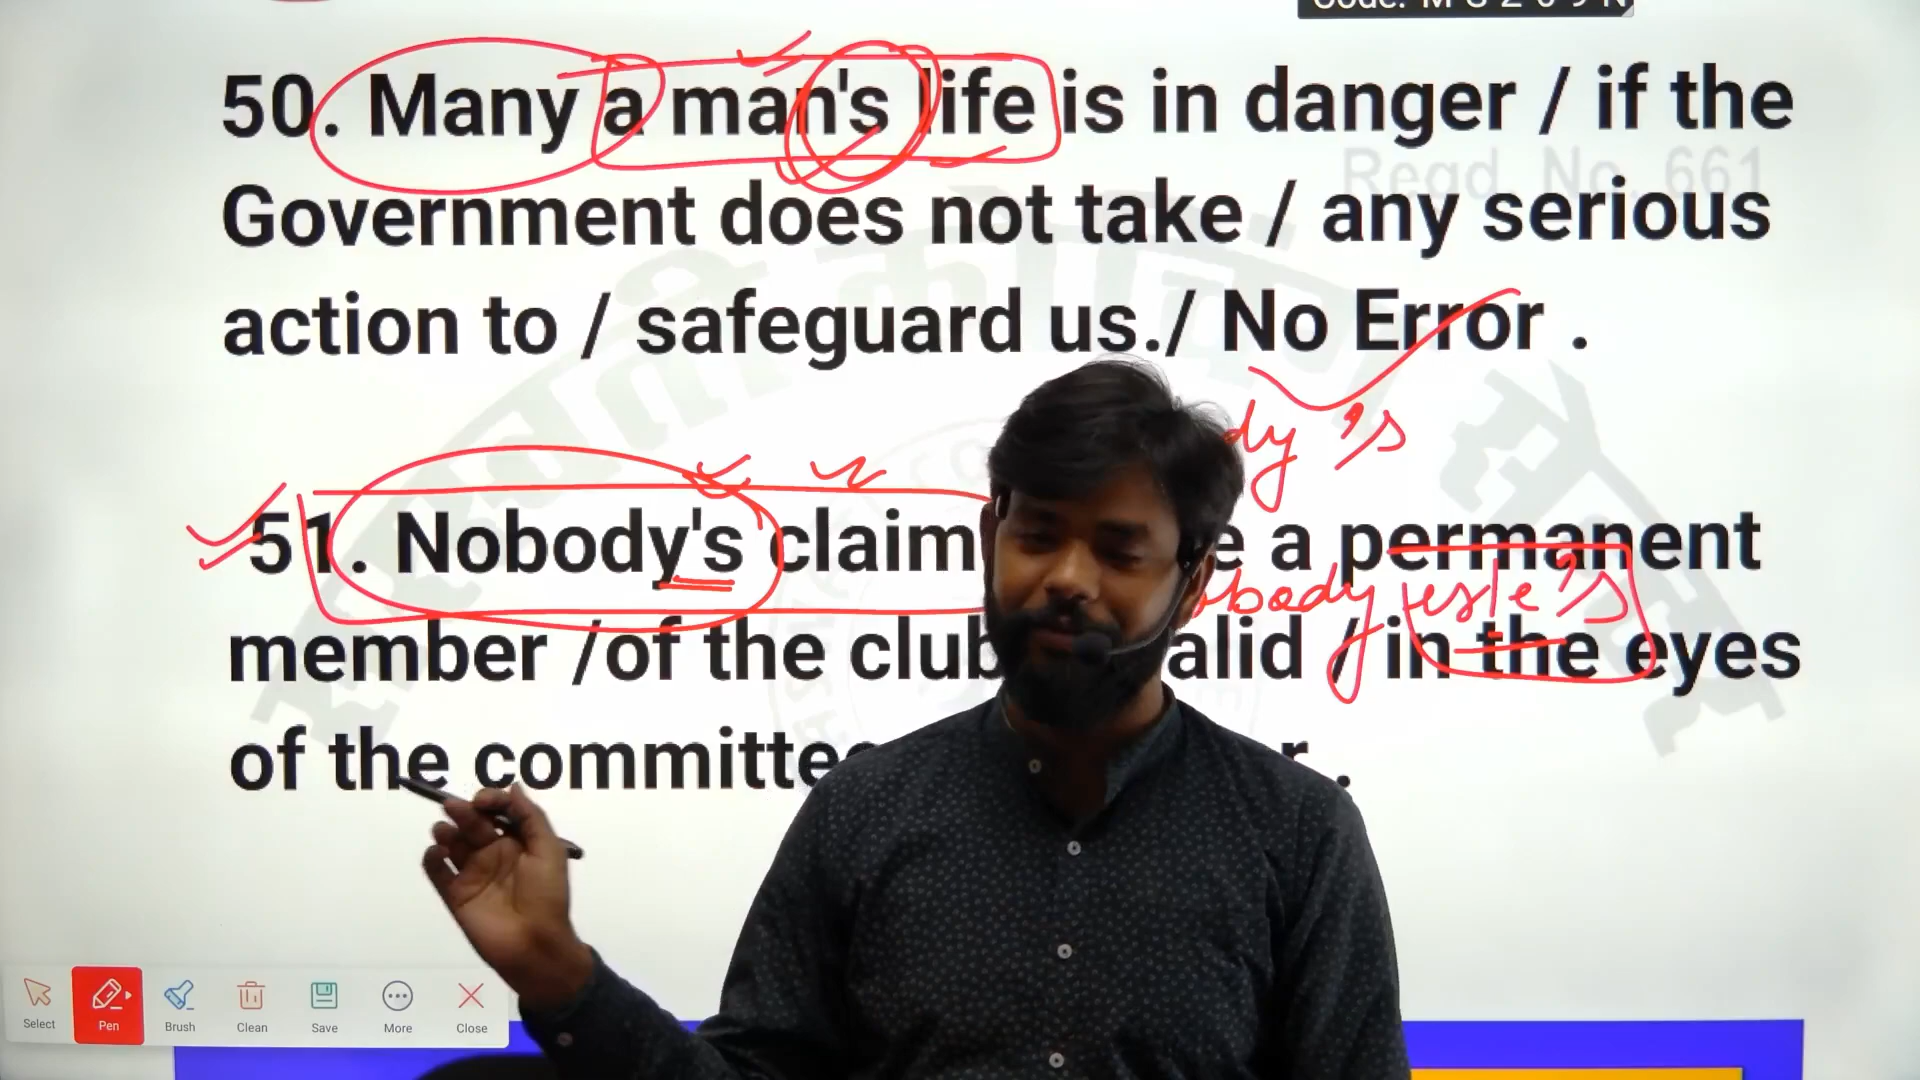 Code: M S 2 0 9 N
50. Many a man's life is in danger / if the
Regd. No. 661
Government does not take / any serious
action to / safeguard us./ No Error .
dy 's
51. Nobody's claim e a permanent
body 's
member /of the club alid / in the eyes
of the committe r .
Select Pen Brush Clean Save More Close